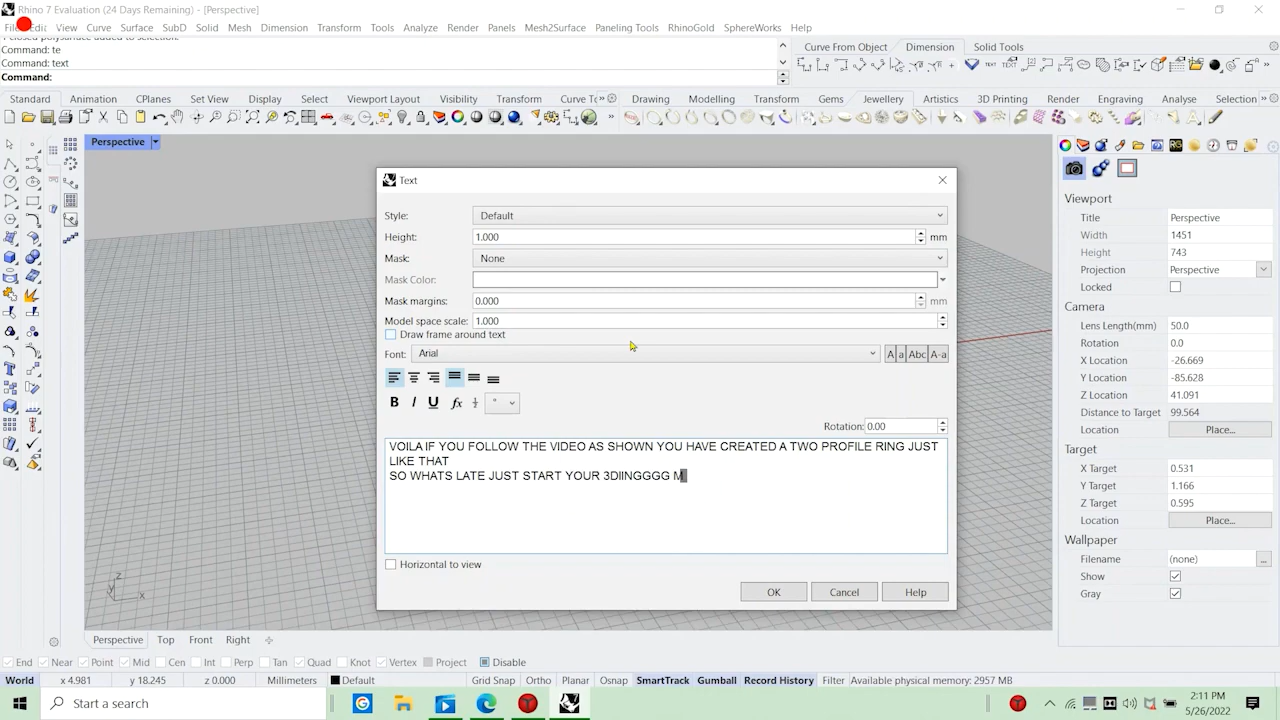 Rhino 7 Evaluation (24 Days Remaining) - [Perspective]
File Edit View Curve Surface SubD Solid Mesh Dimension Transform Tools Analyze Render Panels Mesh2Surface Paneling Tools RhinoGold SphereWorks Help
1 closed polysurface added to selection.
Command: te
Command: text
Command:
Curve From Object Dimension Solid Tools
Standard Animation CPlanes Set View Display Select Viewport Layout Visibility Transform Curve To
Drawing Modelling Transform Gems Jewellery Artistics 3D Printing Render Engraving Analyse Selection
Perspective
Text
Style: Default
Height: 1.000 mm
Mask: None
Mask Color:
Mask margins: 0.000 mm
Model space scale: 1.000
Draw frame around text
Font: Arial
A a Abc A-a
B I U fx °
Rotation: 0.00
VOILA IF YOU FOLLOW THE VIDEO AS SHOWN YOU HAVE CREATED A TWO PROFILE RING JUST
LIKE THAT
SO WHATS LATE JUST START YOUR 3DIINGGGG M
Horizontal to view
OK Cancel Help
Viewport
Title Perspective
Width 1451
Height 743
Projection Perspective
Locked
Camera
Lens Length(mm) 50.0
Rotation 0.0
X Location -26.669
Y Location -85.628
Z Location 41.091
Distance to Target 99.564
Location Place...
Target
X Target 0.531
Y Target 1.166
Z Target 0.595
Location Place...
Wallpaper
Filename (none) ...
Show
Gray
z
y x
Perspective Top Front Right
End Near Point Mid Cen Int Perp Tan Quad Knot Vertex Project Disable
World x 4.981 y 18.245 z 0.000 Millimeters Default Grid Snap Ortho Planar Osnap SmartTrack Gumball Record History Filter Available physical memory: 2957 MB
Start a search
2:11 PM
5/26/2022